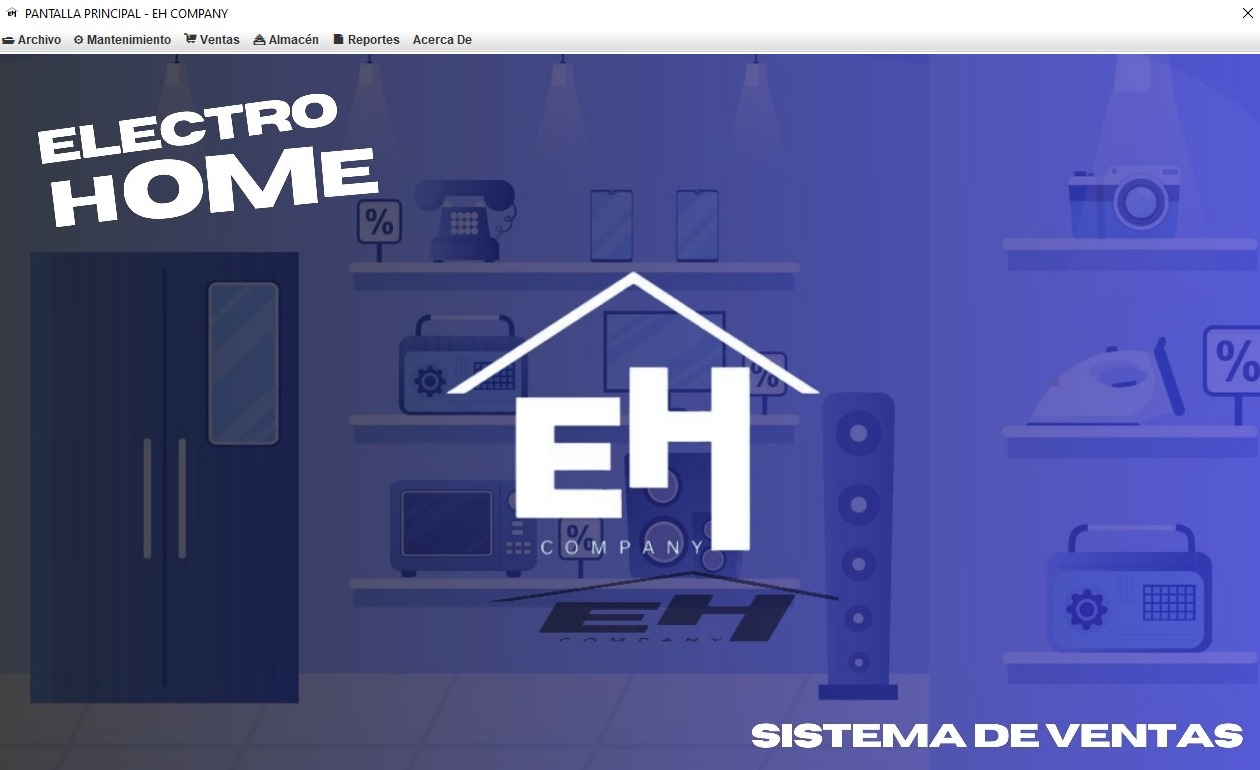 PANTALLA PRINCIPAL - EH COMPANY
Archivo Mantenimiento Ventas Almacén Reportes Acerca De
ELECTRO
HOME
%
%
%
EH
%
COMPANY
EH
COMPANY
SISTEMA DE VENTAS